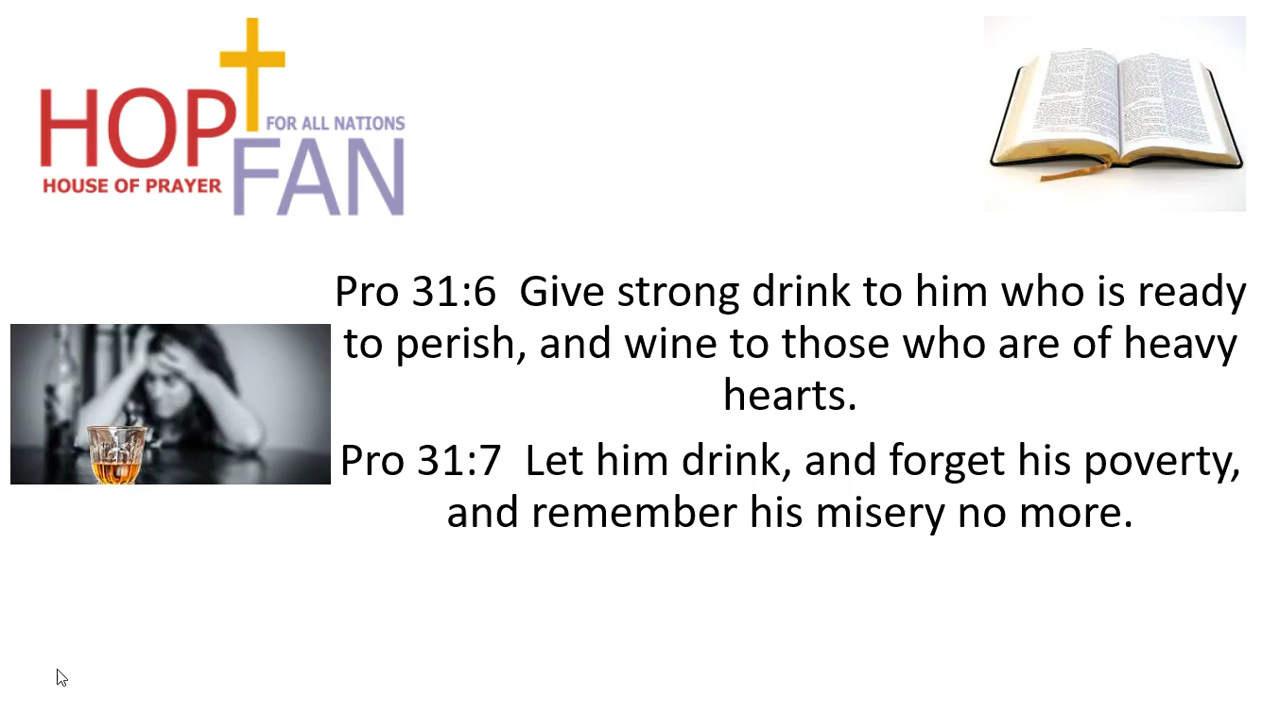 HOP
FOR ALL NATIONS
HOUSE OF PRAYER
FAN
Pro 31:6  Give strong drink to him who is ready
to perish, and wine to those who are of heavy
hearts.
Pro 31:7  Let him drink, and forget his poverty,
and remember his misery no more.